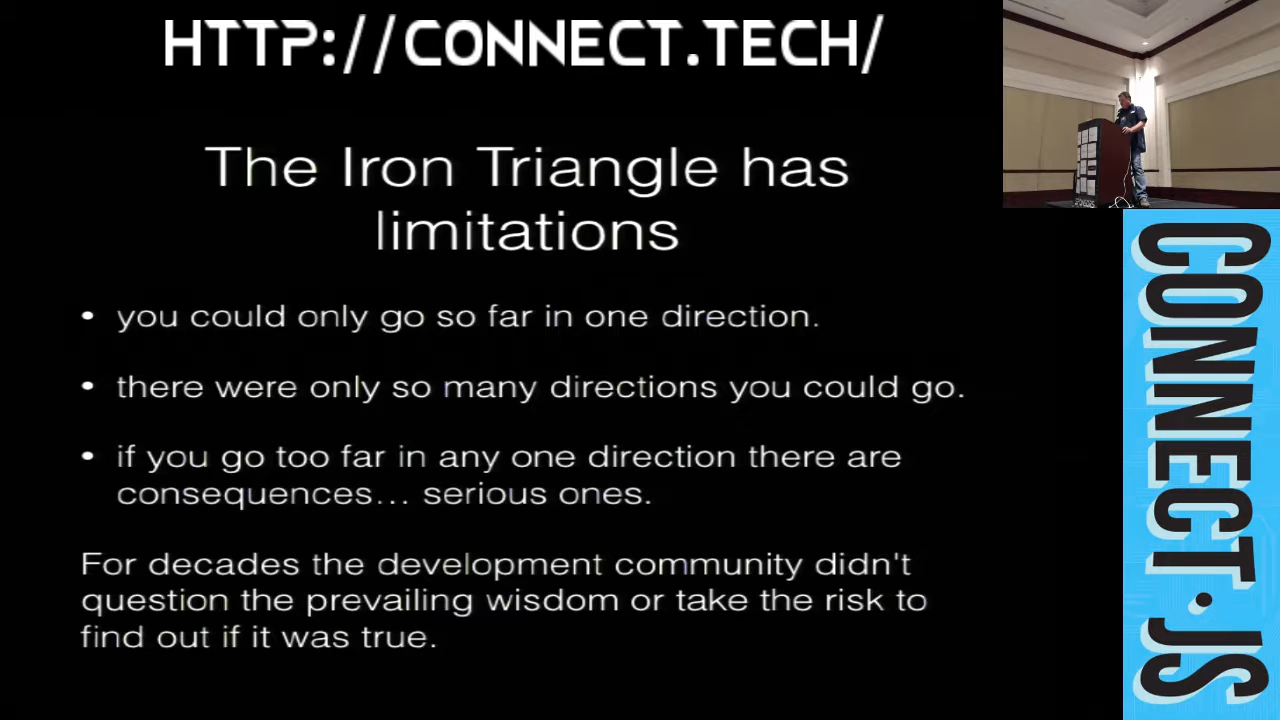 HTTP://CONNECT.TECH/
The Iron Triangle has
limitations
• you could only go so far in one direction.
• there were only so many directions you could go.
• if you go too far in any one direction there are
consequences... serious ones.
For decades the development community didn't
question the prevailing wisdom or take the risk to
find out if it was true.
CONNECT.JS